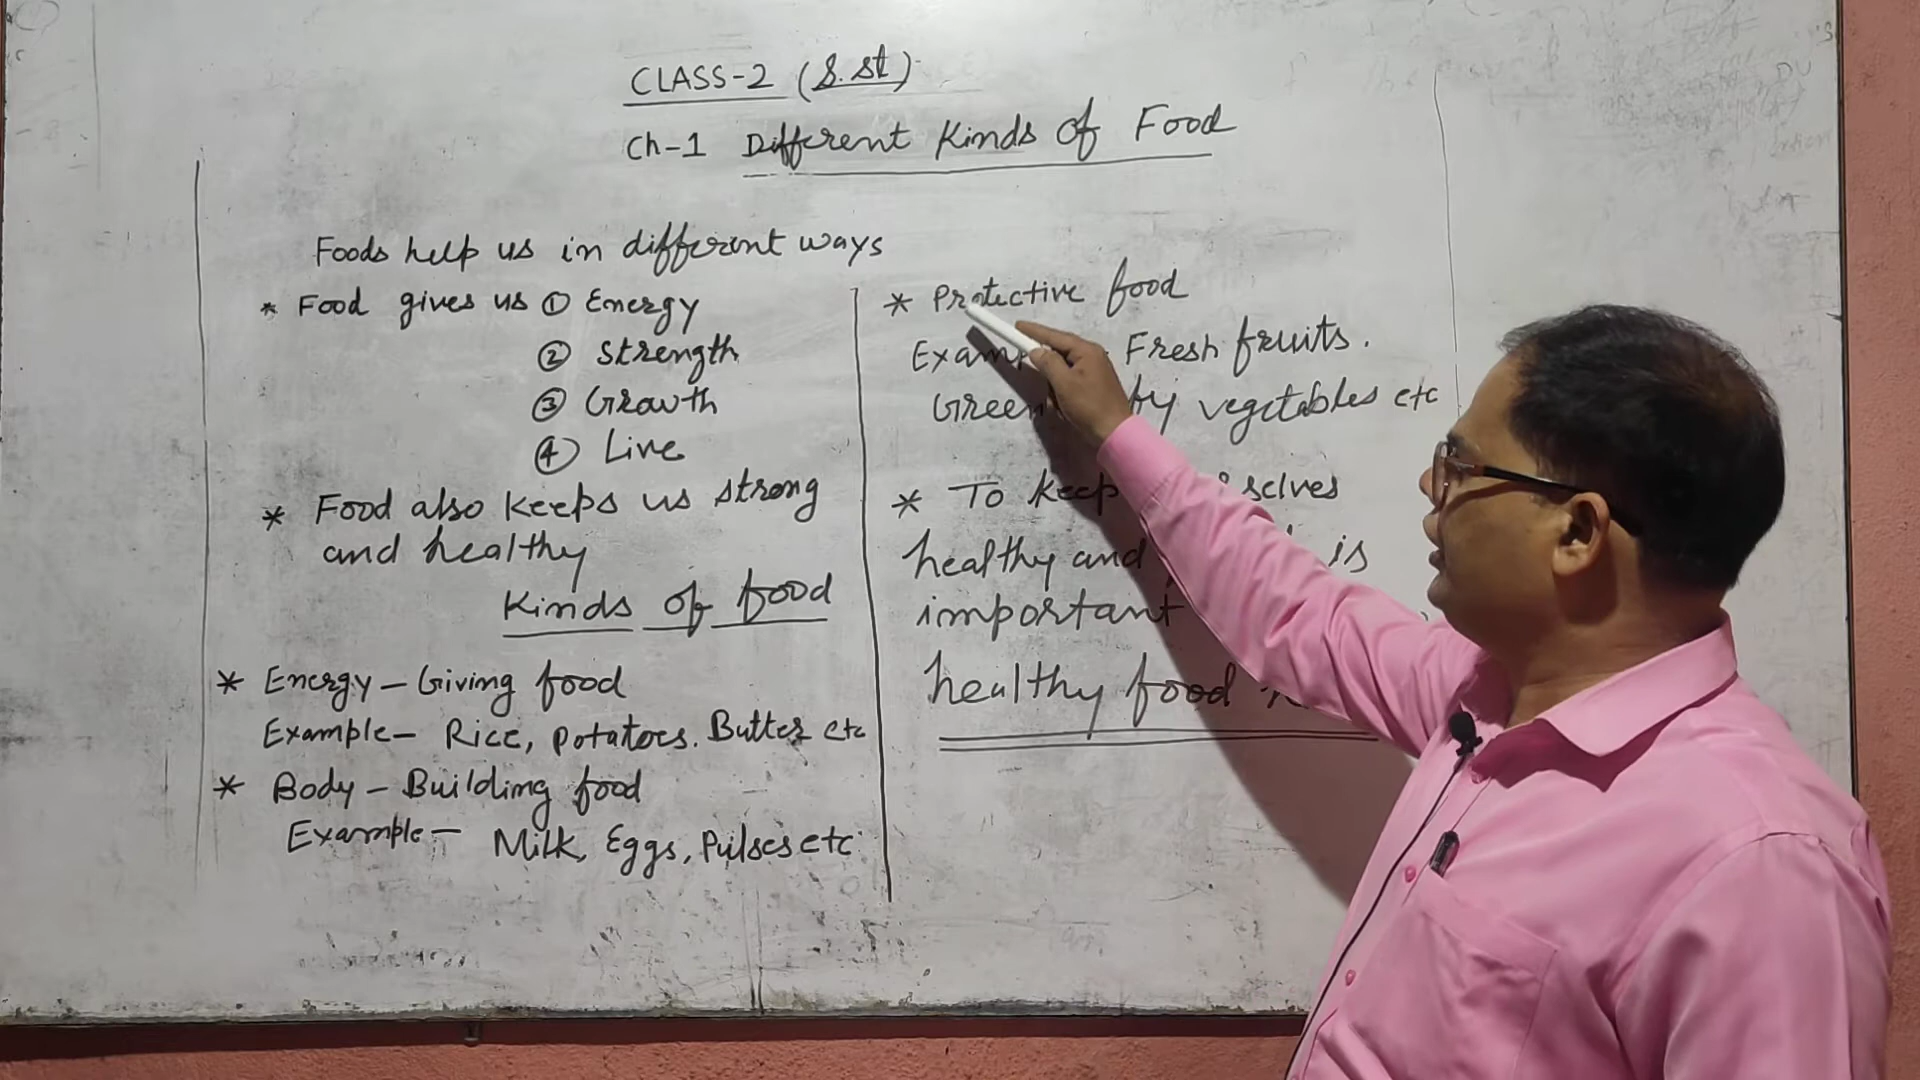 CLASS-2 (S.St)
Ch-1 Different Kinds Of Food
Foods help us in different ways
* Food gives us ① Energy
② Strength
③ Growth
④ Live
* Food also keeps us strong
and healthy
Kinds of food
* Energy - Giving food
Example - Rice, Potatoes. Butter etc
* Body - Building food
Example - Milk, Eggs, Pulses etc
* Protective food
Fresh fruits.
Green vegetables etc
* To keep
healthy and is
important
healthy food